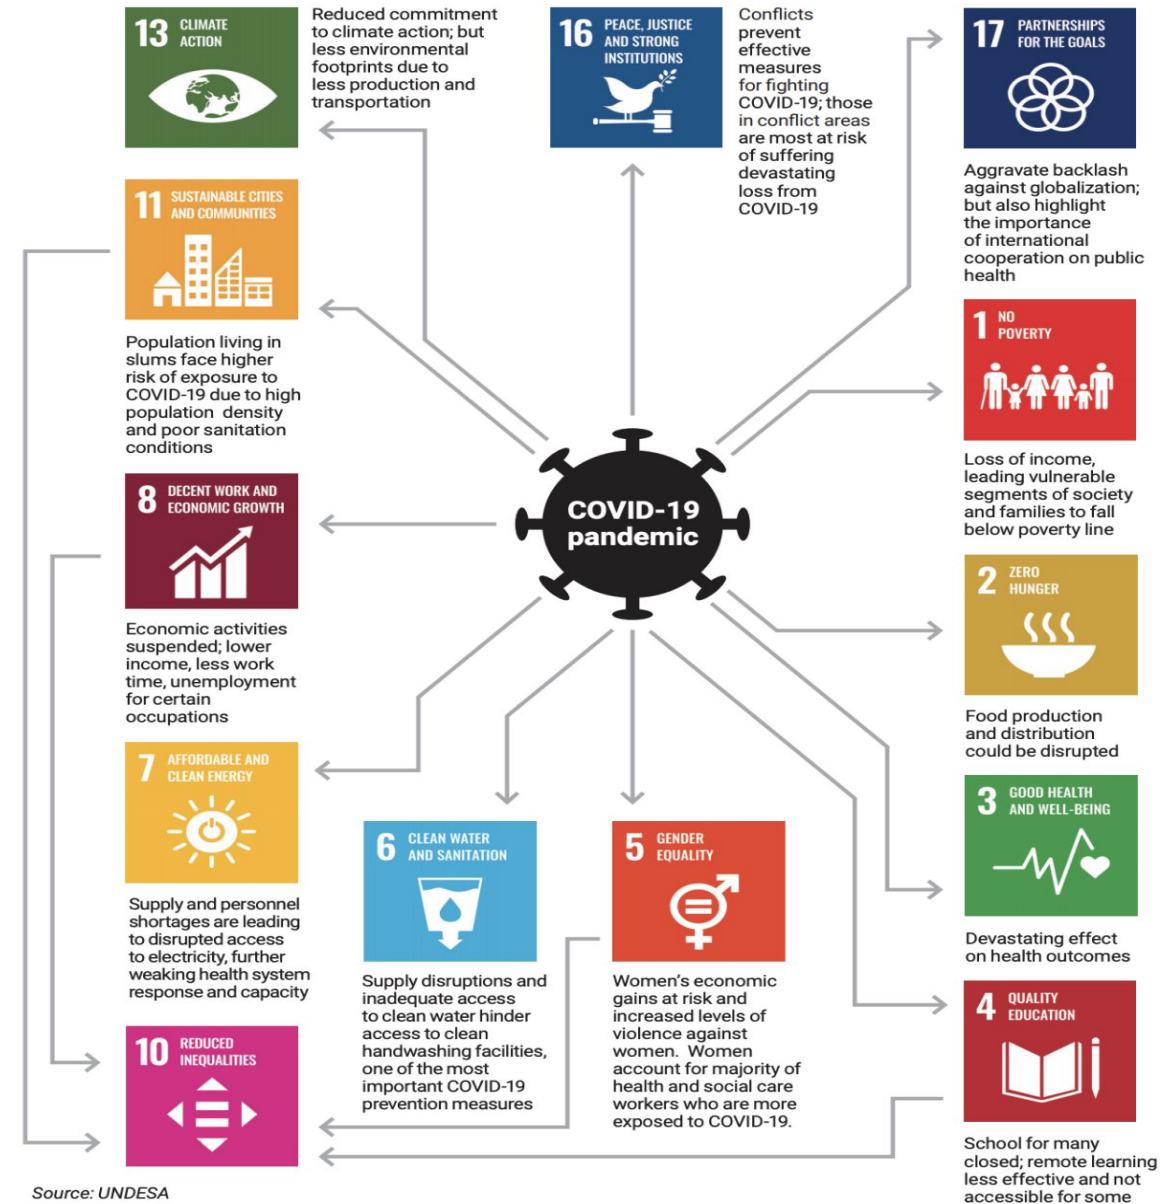 13 CLIMATE
ACTION
Reduced commitment
to climate action; but
less environmental
footprints due to
less production and
transportation
16 PEACE, JUSTICE
AND STRONG
INSTITUTIONS
Conflicts
prevent
effective
measures
for fighting
COVID-19; those
in conflict areas
are most at risk
of suffering
devastating
loss from
COVID-19
17 PARTNERSHIPS
FOR THE GOALS
Aggravate backlash
against globalization;
but also highlight
the importance
of international
cooperation on public
health
11 SUSTAINABLE CITIES
AND COMMUNITIES
Population living in
slums face higher
risk of exposure to
COVID-19 due to high
population density
and poor sanitation
conditions
1 NO
POVERTY
Loss of income,
leading vulnerable
segments of society
and families to fall
below poverty line
COVID-19
pandemic
8 DECENT WORK AND
ECONOMIC GROWTH
Economic activities
suspended; lower
income, less work
time, unemployment
for certain
occupations
2 ZERO
HUNGER
Food production
and distribution
could be disrupted
7 AFFORDABLE AND
CLEAN ENERGY
Supply and personnel
shortages are leading
to disrupted access
to electricity, further
weaking health system
response and capacity
6 CLEAN WATER
AND SANITATION
Supply disruptions and
inadequate access
to clean water hinder
access to clean
handwashing facilities,
one of the most
important COVID-19
prevention measures
5 GENDER
EQUALITY
Women's economic
gains at risk and
increased levels of
violence against
women. Women
account for majority of
health and social care
workers who are more
exposed to COVID-19.
3 GOOD HEALTH
AND WELL-BEING
Devastating effect
on health outcomes
4 QUALITY
EDUCATION
School for many
closed; remote learning
less effective and not
accessible for some
10 REDUCED
INEQUALITIES
Source: UNDESA